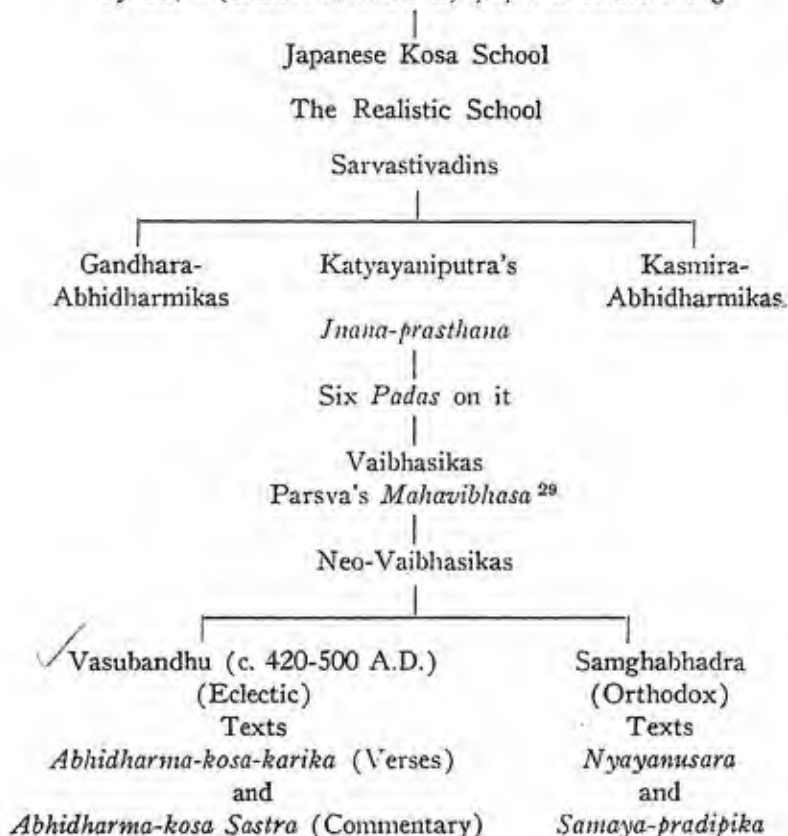 Japanese Kosa School
The Realistic School
Sarvastivadins
Gandhara-
Abhidharmikas
Katyayaniputra's
Jnana-prasthana
Kasmira-
Abhidharmikas
Six Padas on it
Vaibhasikas
Parsva's Mahavibhasa 29
Neo-Vaibhasikas
Vasubandhu (c. 420-500 A.D.)
(Eclectic)
Texts
Abhidharma-kosa-karika (Verses)
and
Abhidharma-kosa Sastra (Commentary)
Samghabhadra
(Orthodox)
Texts
Nyayanusara
and
Samaya-pradipika